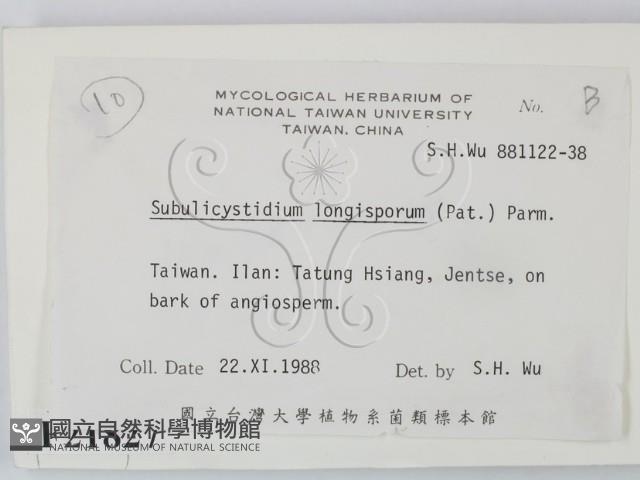 10
MYCOLOGICAL HERBARIUM OF
NATIONAL TAIWAN UNIVERSITY
TAIWAN. CHINA
No. B
S.H.Wu 881122-38
Subulicystidium longisporum (Pat.) Parm.
Taiwan. Ilan: Tatung Hsiang, Jentse, on
bark of angiosperm.
Coll. Date 22.XI.1988 Det. by S.H. Wu
國立台灣大學植物系菌類標本館
國立自然科學博物館
NATIONAL MUSEUM OF NATURAL SCIENCE